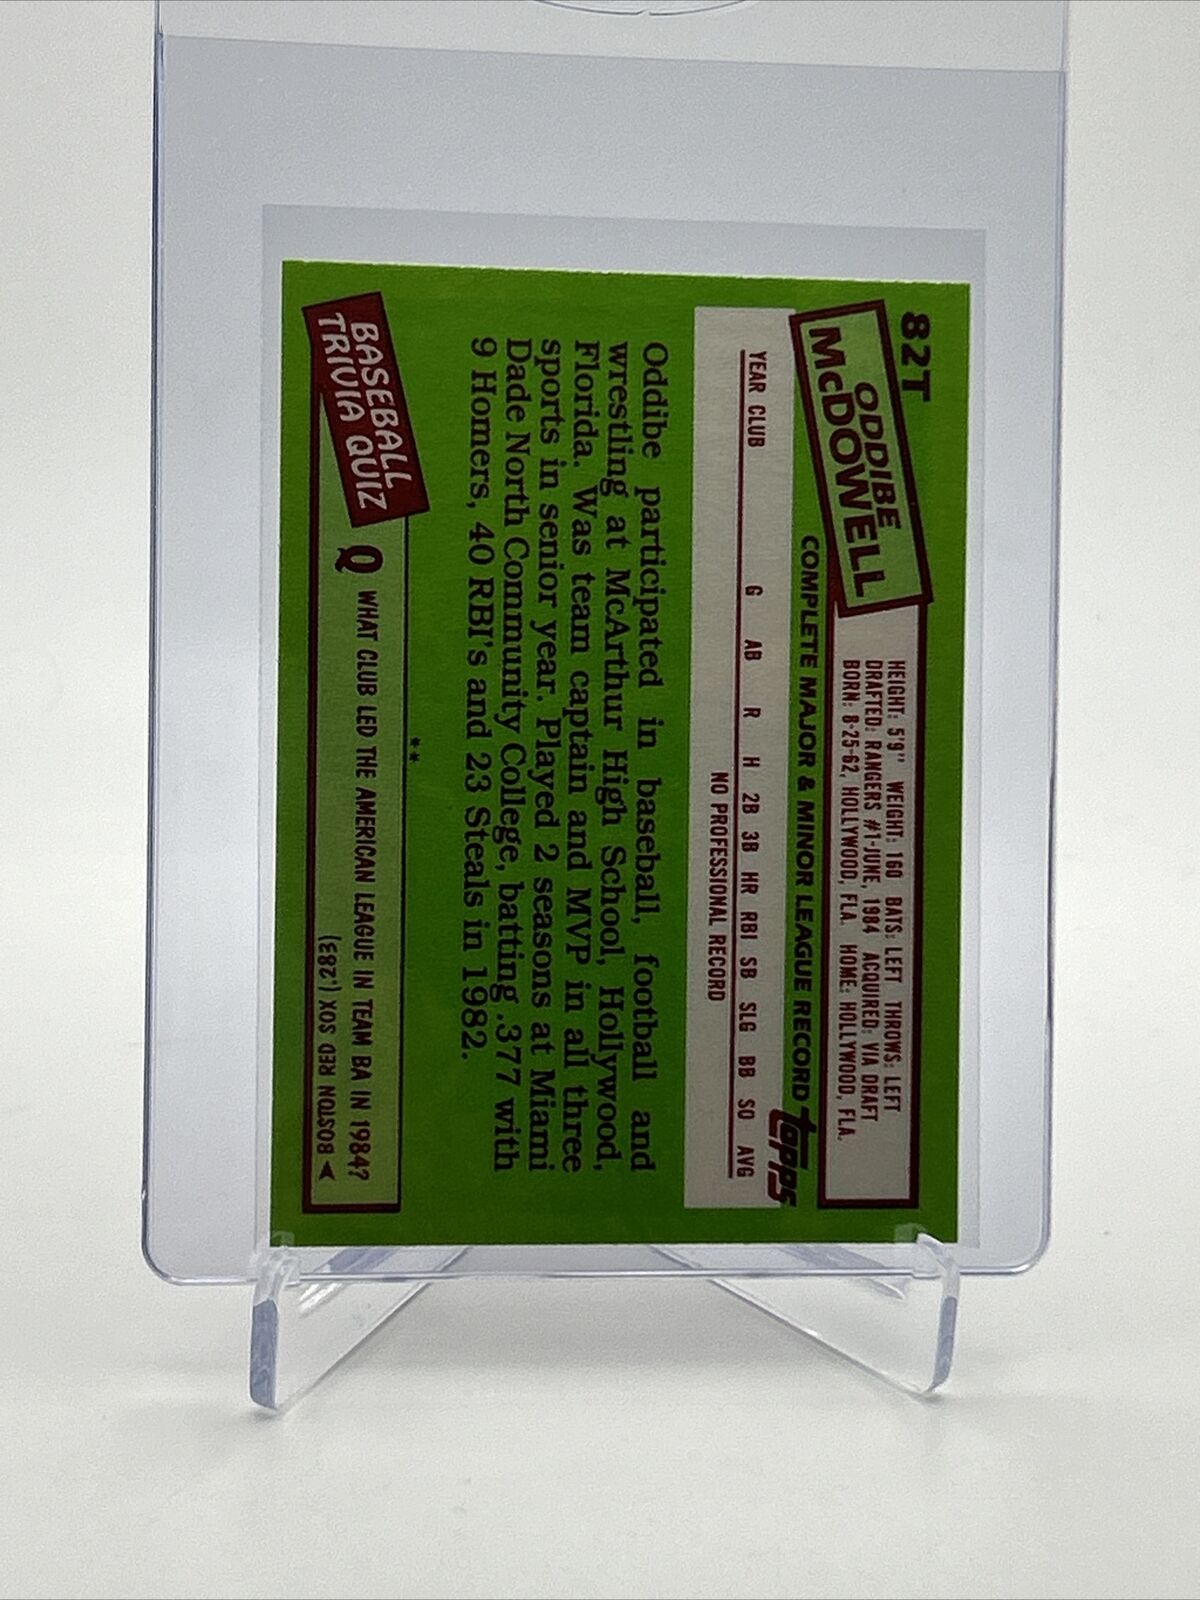 82T
ODDIBE
McDOWELL
HEIGHT: 5'9" WEIGHT: 160 BATS: LEFT THROWS: LEFT
DRAFTED: RANGERS #1-JUNE, 1984 ACQUIRED: VIA DRAFT
BORN: 8-25-62, HOLLYWOOD, FLA. HOME: HOLLYWOOD, FLA.
COMPLETE MAJOR & MINOR LEAGUE RECORD topps
YEAR CLUB G AB R H 2B 3B HR RBI SB SLG BB SO AVG
NO PROFESSIONAL RECORD
Oddibe participated in baseball, football and
wrestling at McArthur High School, Hollywood,
Florida. Was team captain and MVP in all three
sports in senior year. Played 2 seasons at Miami
Dade North Community College, batting .377 with
9 Homers, 40 RBI's and 23 Steals in 1982.
**
BASEBALL
TRIVIA QUIZ
Q WHAT CLUB LED THE AMERICAN LEAGUE IN TEAM BA IN 1984?
BOSTON RED SOX (.283)